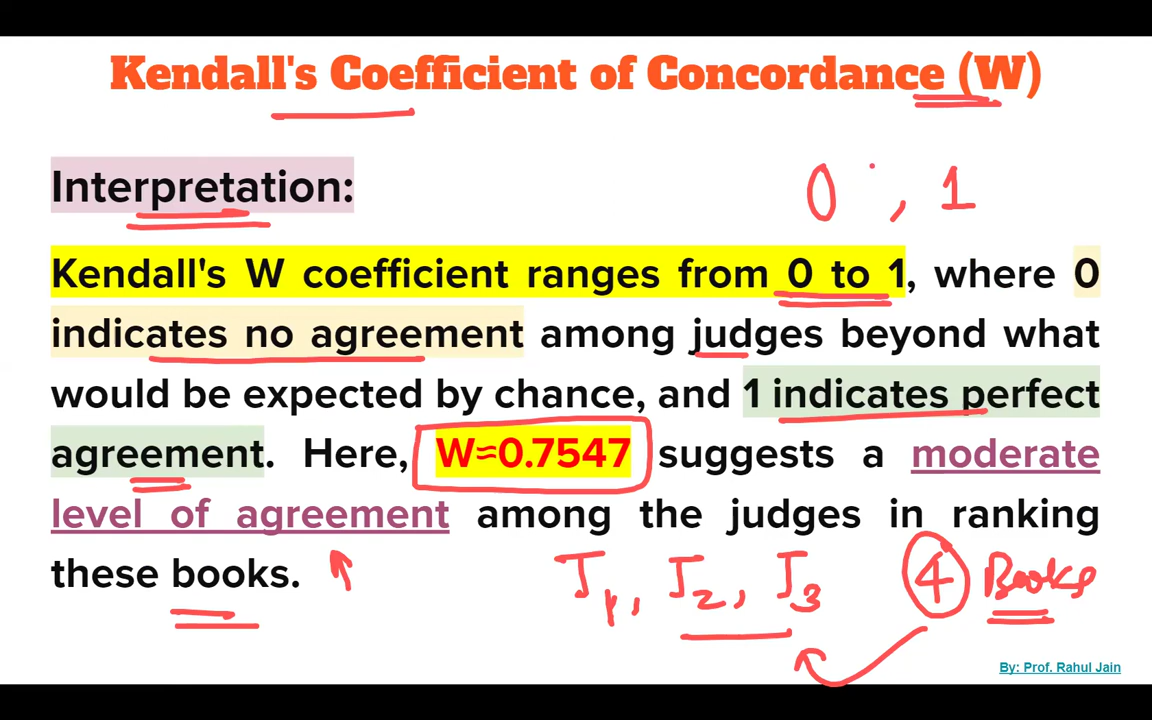 Kendall's Coefficient of Concordance (W)
Interpretation:
0 , 1
Kendall's W coefficient ranges from 0 to 1, where 0
indicates no agreement among judges beyond what
would be expected by chance, and 1 indicates perfect
agreement. Here, W≈0.7547 suggests a moderate
level of agreement among the judges in ranking
these books.
J1, J2, J3 4 Books
By: Prof. Rahul Jain